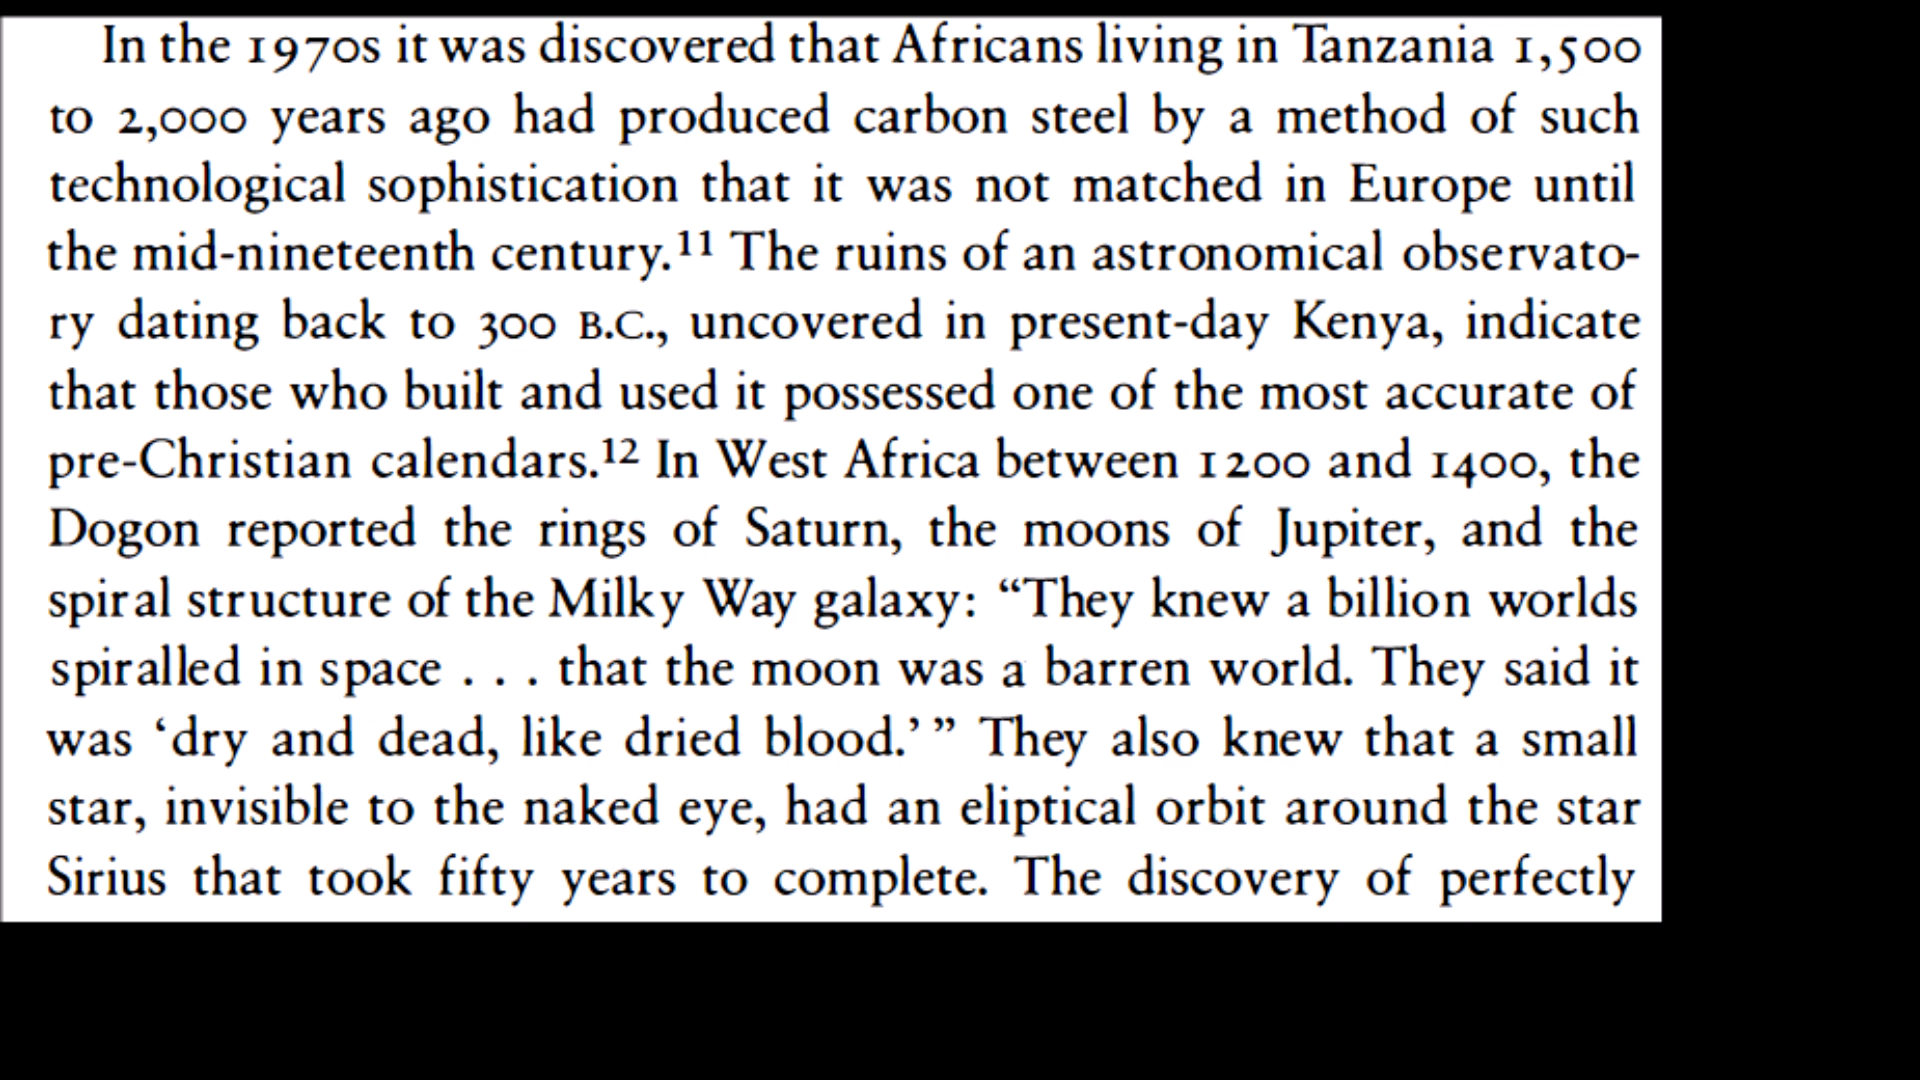 In the 1970s it was discovered that Africans living in Tanzania 1,500
to 2,000 years ago had produced carbon steel by a method of such
technological sophistication that it was not matched in Europe until
the mid-nineteenth century.11 The ruins of an astronomical observato-
ry dating back to 300 B.C., uncovered in present-day Kenya, indicate
that those who built and used it possessed one of the most accurate of
pre-Christian calendars.12 In West Africa between 1200 and 1400, the
Dogon reported the rings of Saturn, the moons of Jupiter, and the
spiral structure of the Milky Way galaxy: “They knew a billion worlds
spiralled in space . . . that the moon was a barren world. They said it
was ‘dry and dead, like dried blood.’” They also knew that a small
star, invisible to the naked eye, had an eliptical orbit around the star
Sirius that took fifty years to complete. The discovery of perfectly